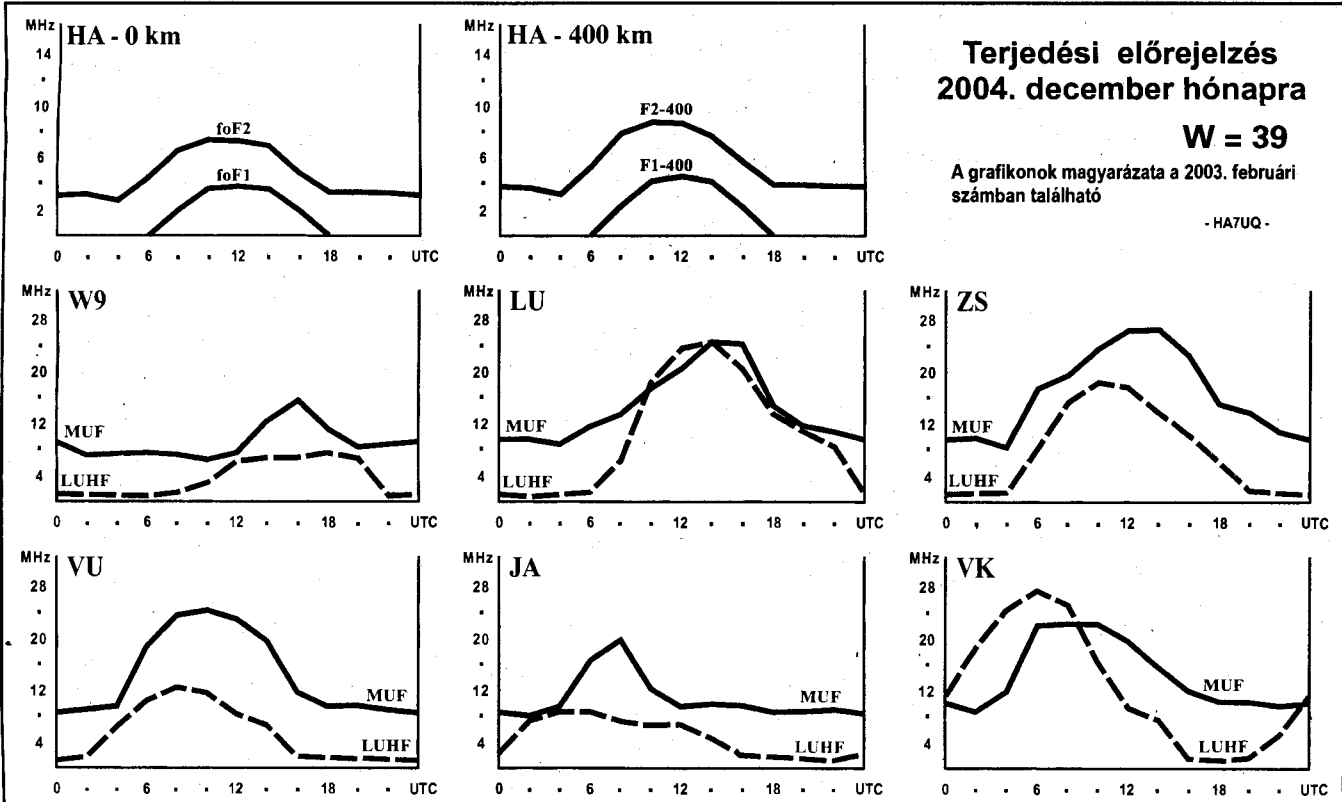 MHz HA - 0 km
14
10
6
2
foF2
foF1
0 6 12 18 UTC
MHz HA - 400 km
14
10
6
2
F2-400
F1-400
0 6 12 18 UTC
Terjedési előrejelzés
2004. december hónapra
W = 39
A grafikonok magyarázata a 2003. februári
számban található
- HA7UQ -
MHz W9
28
20
12
4
MUF
LUHF
0 6 12 18 UTC
MHz LU
28
20
12
4
MUF
LUHF
0 6 12 18 UTC
MHz ZS
28
20
12
4
MUF
LUHF
0 6 12 18 UTC
MHz VU
28
20
12
4
MUF
LUHF
0 6 12 18 UTC
MHz JA
28
20
12
4
MUF
LUHF
0 6 12 18 UTC
MHz VK
28
20
12
4
MUF
LUHF
0 6 12 18 UTC